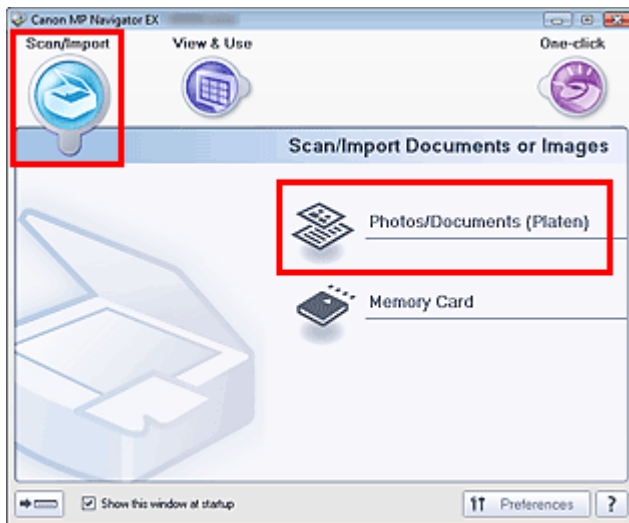 Canon MP Navigator EX
Scan/Import
View & Use
One-click
Scan/Import Documents or Images
Photos/Documents (Platen)
Memory Card
Show this window at startup
Preferences
?